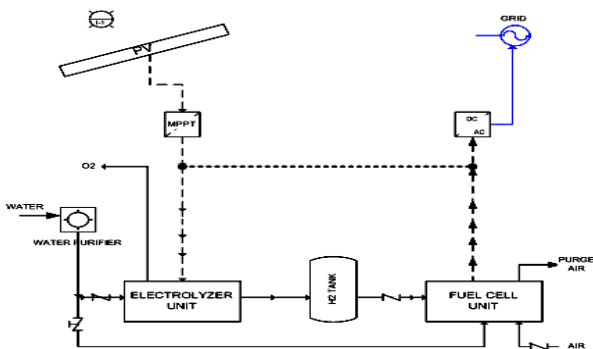 GRID
PV
MPPT
DC
AC
O2
WATER
WATER PURIFIER
PURGE
AIR
ELECTROLYZER
UNIT
H2 TANK
FUEL CELL
UNIT
AIR